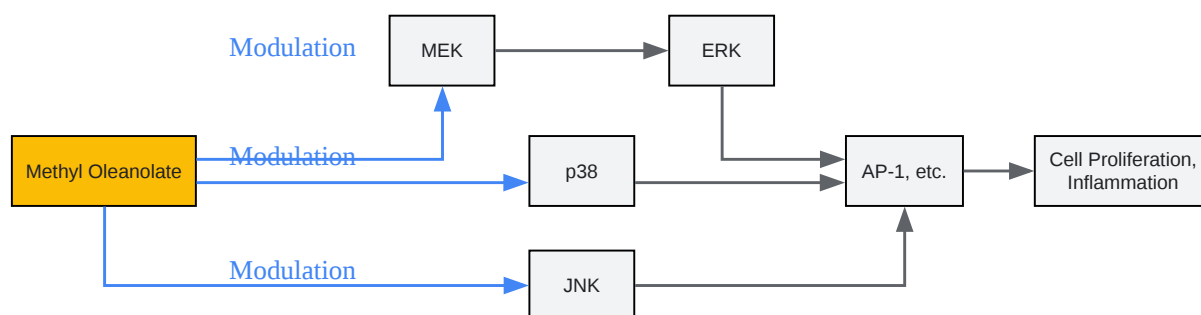 Modulation
MEK
ERK
Methyl Oleanolate
Modulation
p38
AP-1, etc.
Cell Proliferation,
Inflammation
Modulation
JNK